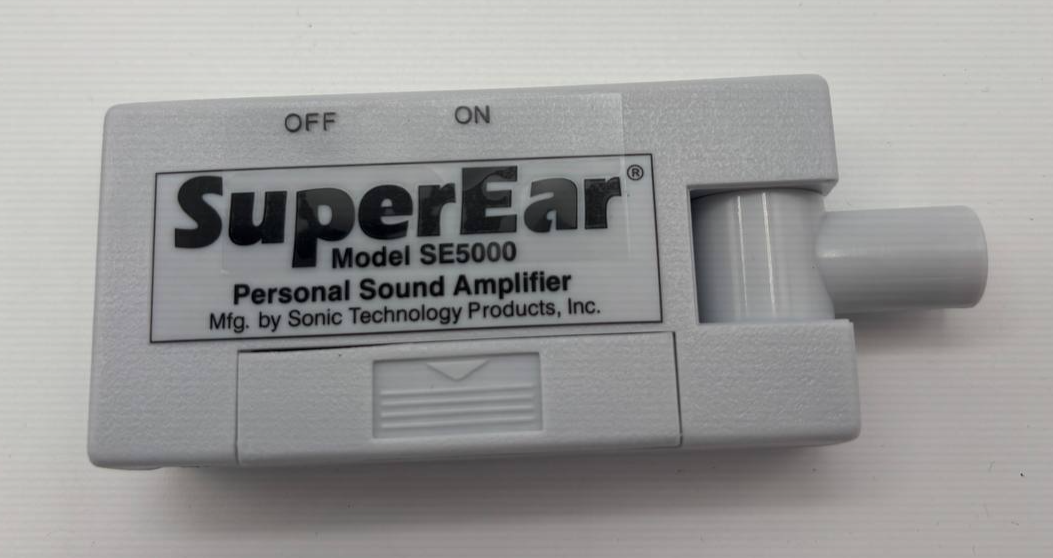 OFF ON
SuperEar®
Model SE5000
Personal Sound Amplifier
Mfg. by Sonic Technology Products, Inc.